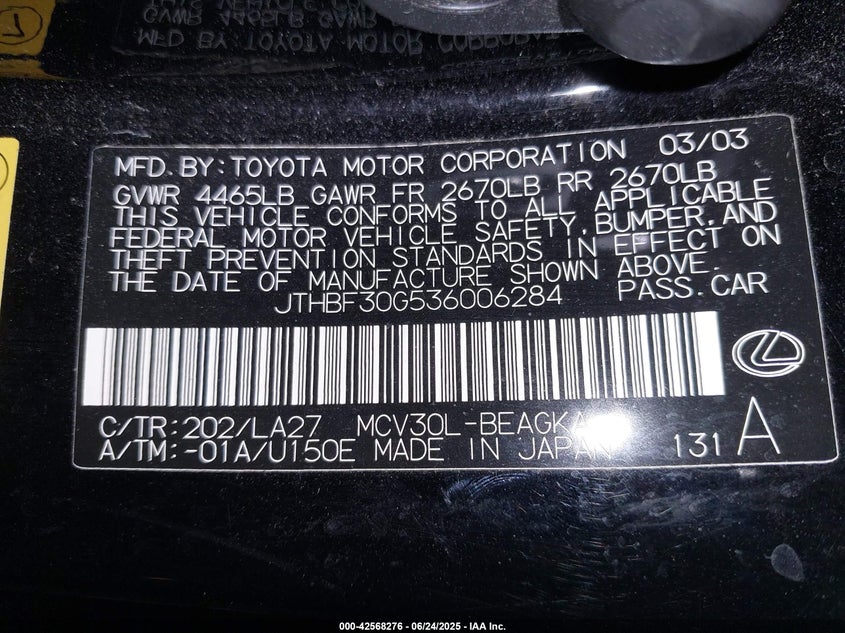 MFD. BY: TOYOTA MOTOR CORPORATION 03/03
GVWR 4465LB GAWR FR 2670LB RR 2670LB
THIS VEHICLE CONFORMS TO ALL APPLICABLE
FEDERAL MOTOR VEHICLE SAFETY, BUMPER, AND
THEFT PREVENTION STANDARDS IN EFFECT ON
THE DATE OF MANUFACTURE SHOWN ABOVE.
JTHBF30G536006284 PASS. CAR
C/TR: 202/LA27 MCV30L-BEAGKA
A/TM: -01A/U150E MADE IN JAPAN 131 A
000-42568276 - 06/24/2025 - IAA Inc.